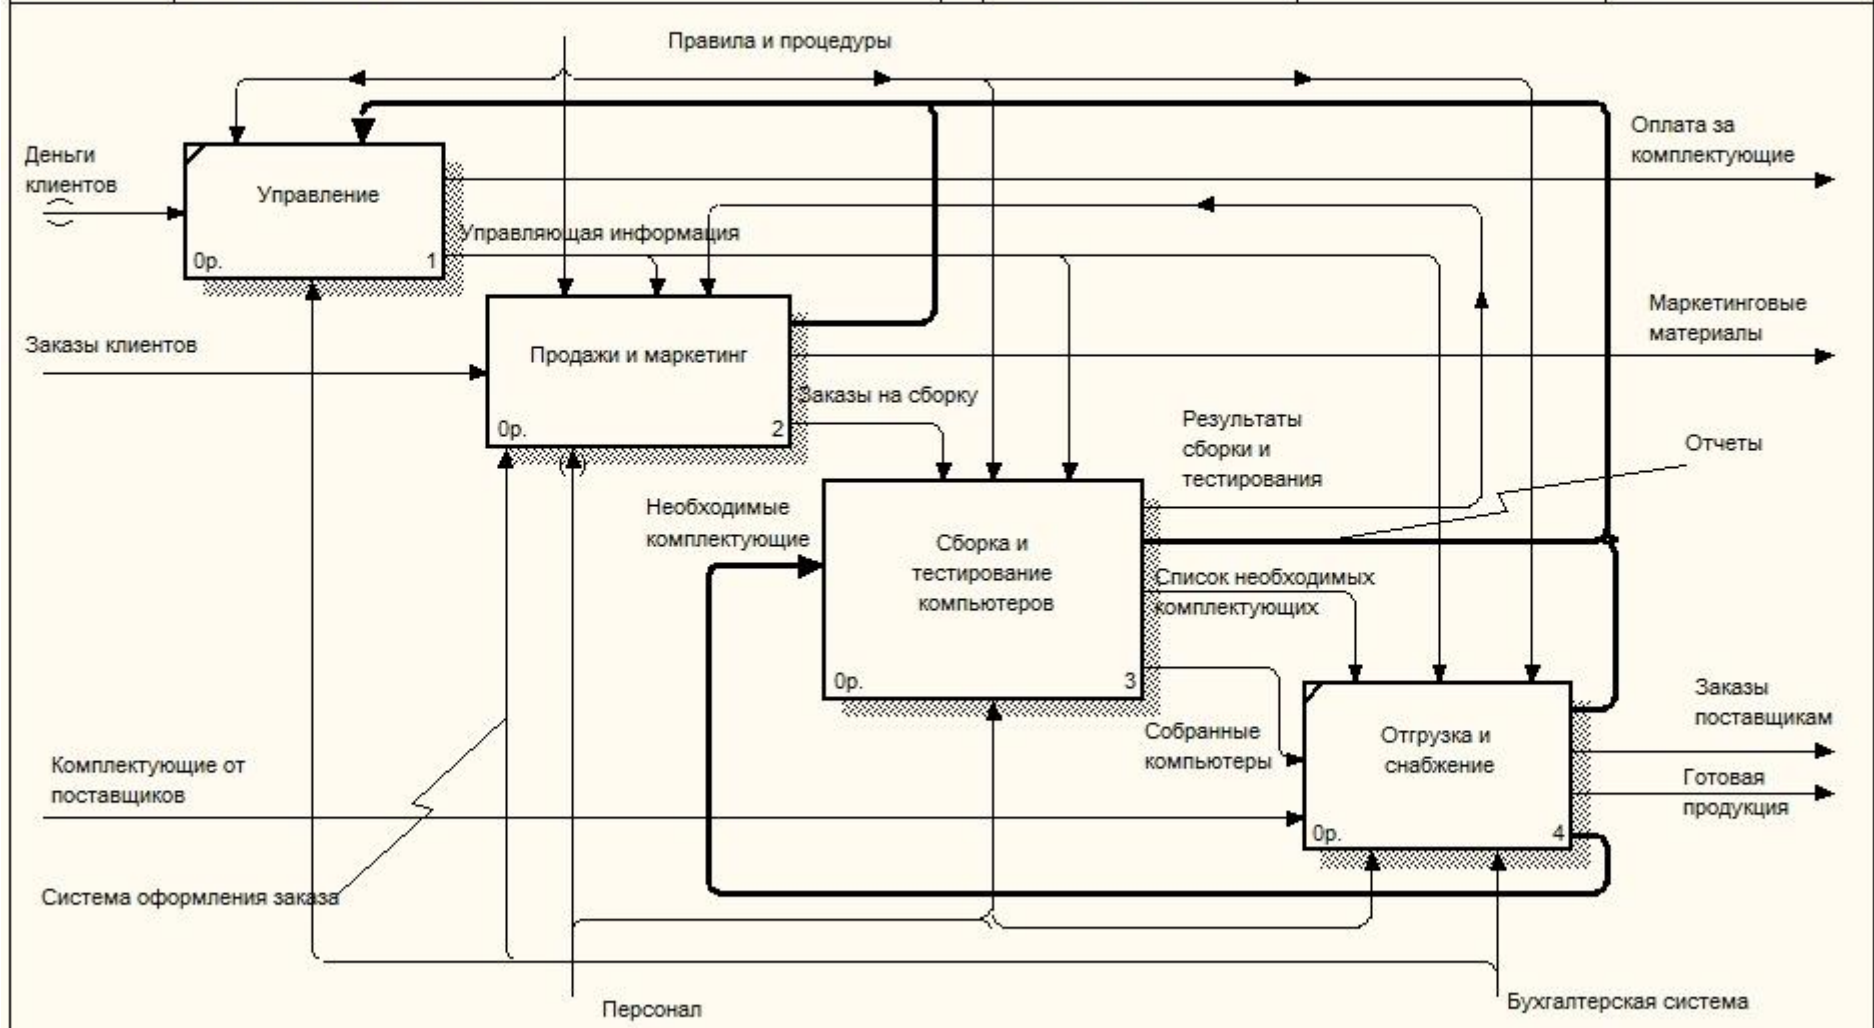 Правила и процедуры
Оплата за
комплектующие
Деньги
клиентов
Управление
0р.
1
Управляющая информация
Заказы клиентов
Продажи и маркетинг
0р.
2
Маркетинговые
материалы
Заказы на сборку
Результаты
сборки и
тестирования
Отчеты
Необходимые
комплектующие
Сборка и
тестирование
компьютеров
0р.
3
Список необходимых
комплектующих
Собранные
компьютеры
Отгрузка и
снабжение
0р.
4
Заказы
поставщикам
Готовая
продукция
Комплектующие от
поставщиков
Система оформления заказа
Персонал
Бухгалтерская система